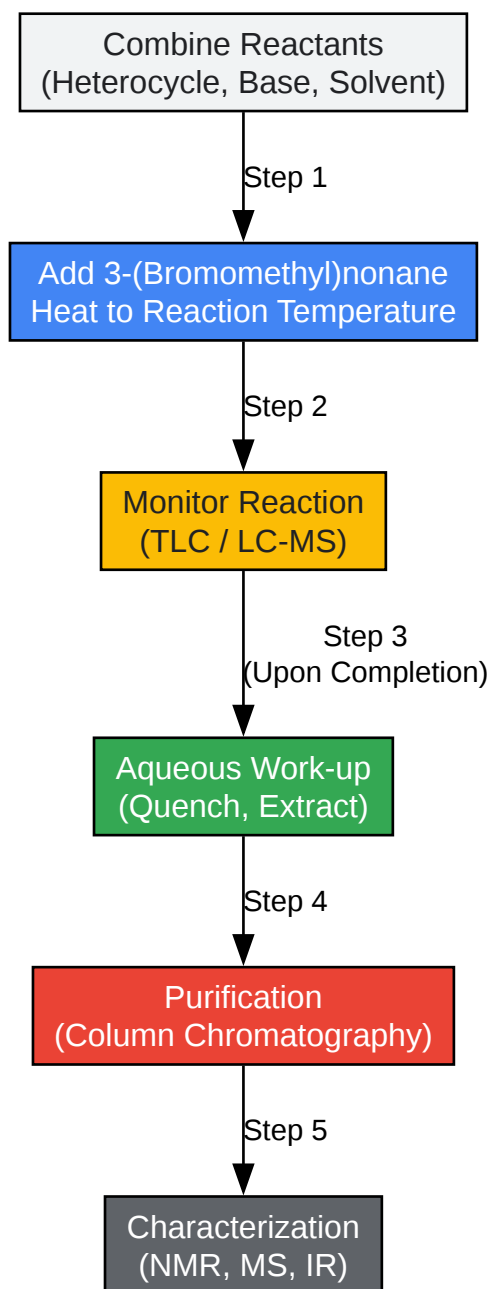 Combine Reactants
(Heterocycle, Base, Solvent)
Step 1
Add 3-(Bromomethyl)nonane
Heat to Reaction Temperature
Step 2
Monitor Reaction
(TLC / LC-MS)
Step 3
(Upon Completion)
Aqueous Work-up
(Quench, Extract)
Step 4
Purification
(Column Chromatography)
Step 5
Characterization
(NMR, MS, IR)